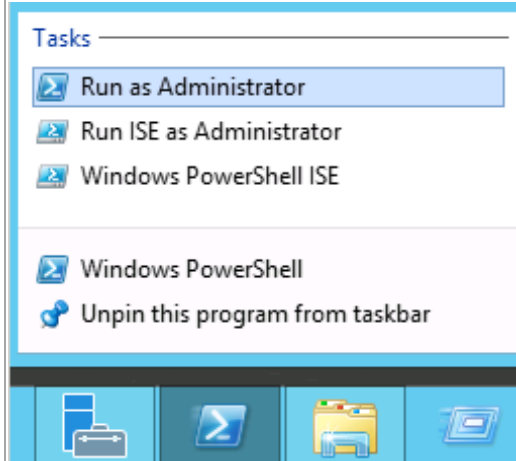 Tasks
Run as Administrator
Run ISE as Administrator
Windows PowerShell ISE
Windows PowerShell
Unpin this program from taskbar